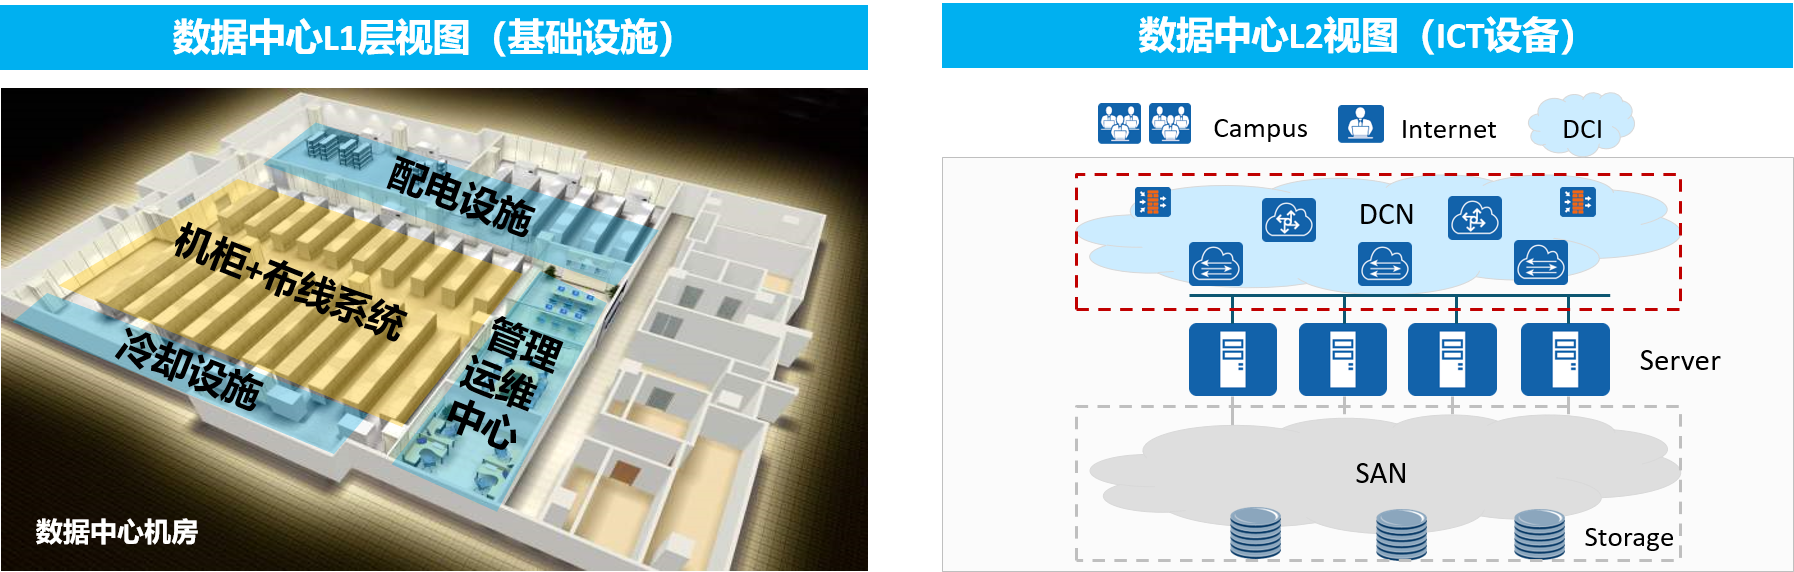 数据中心L1层视图（基础设施）
配电设施
机柜+布线系统
冷却设施
管理
运维
中心
数据中心机房
数据中心L2视图（ICT设备）
Campus
Internet
DCI
DCN
Server
SAN
Storage